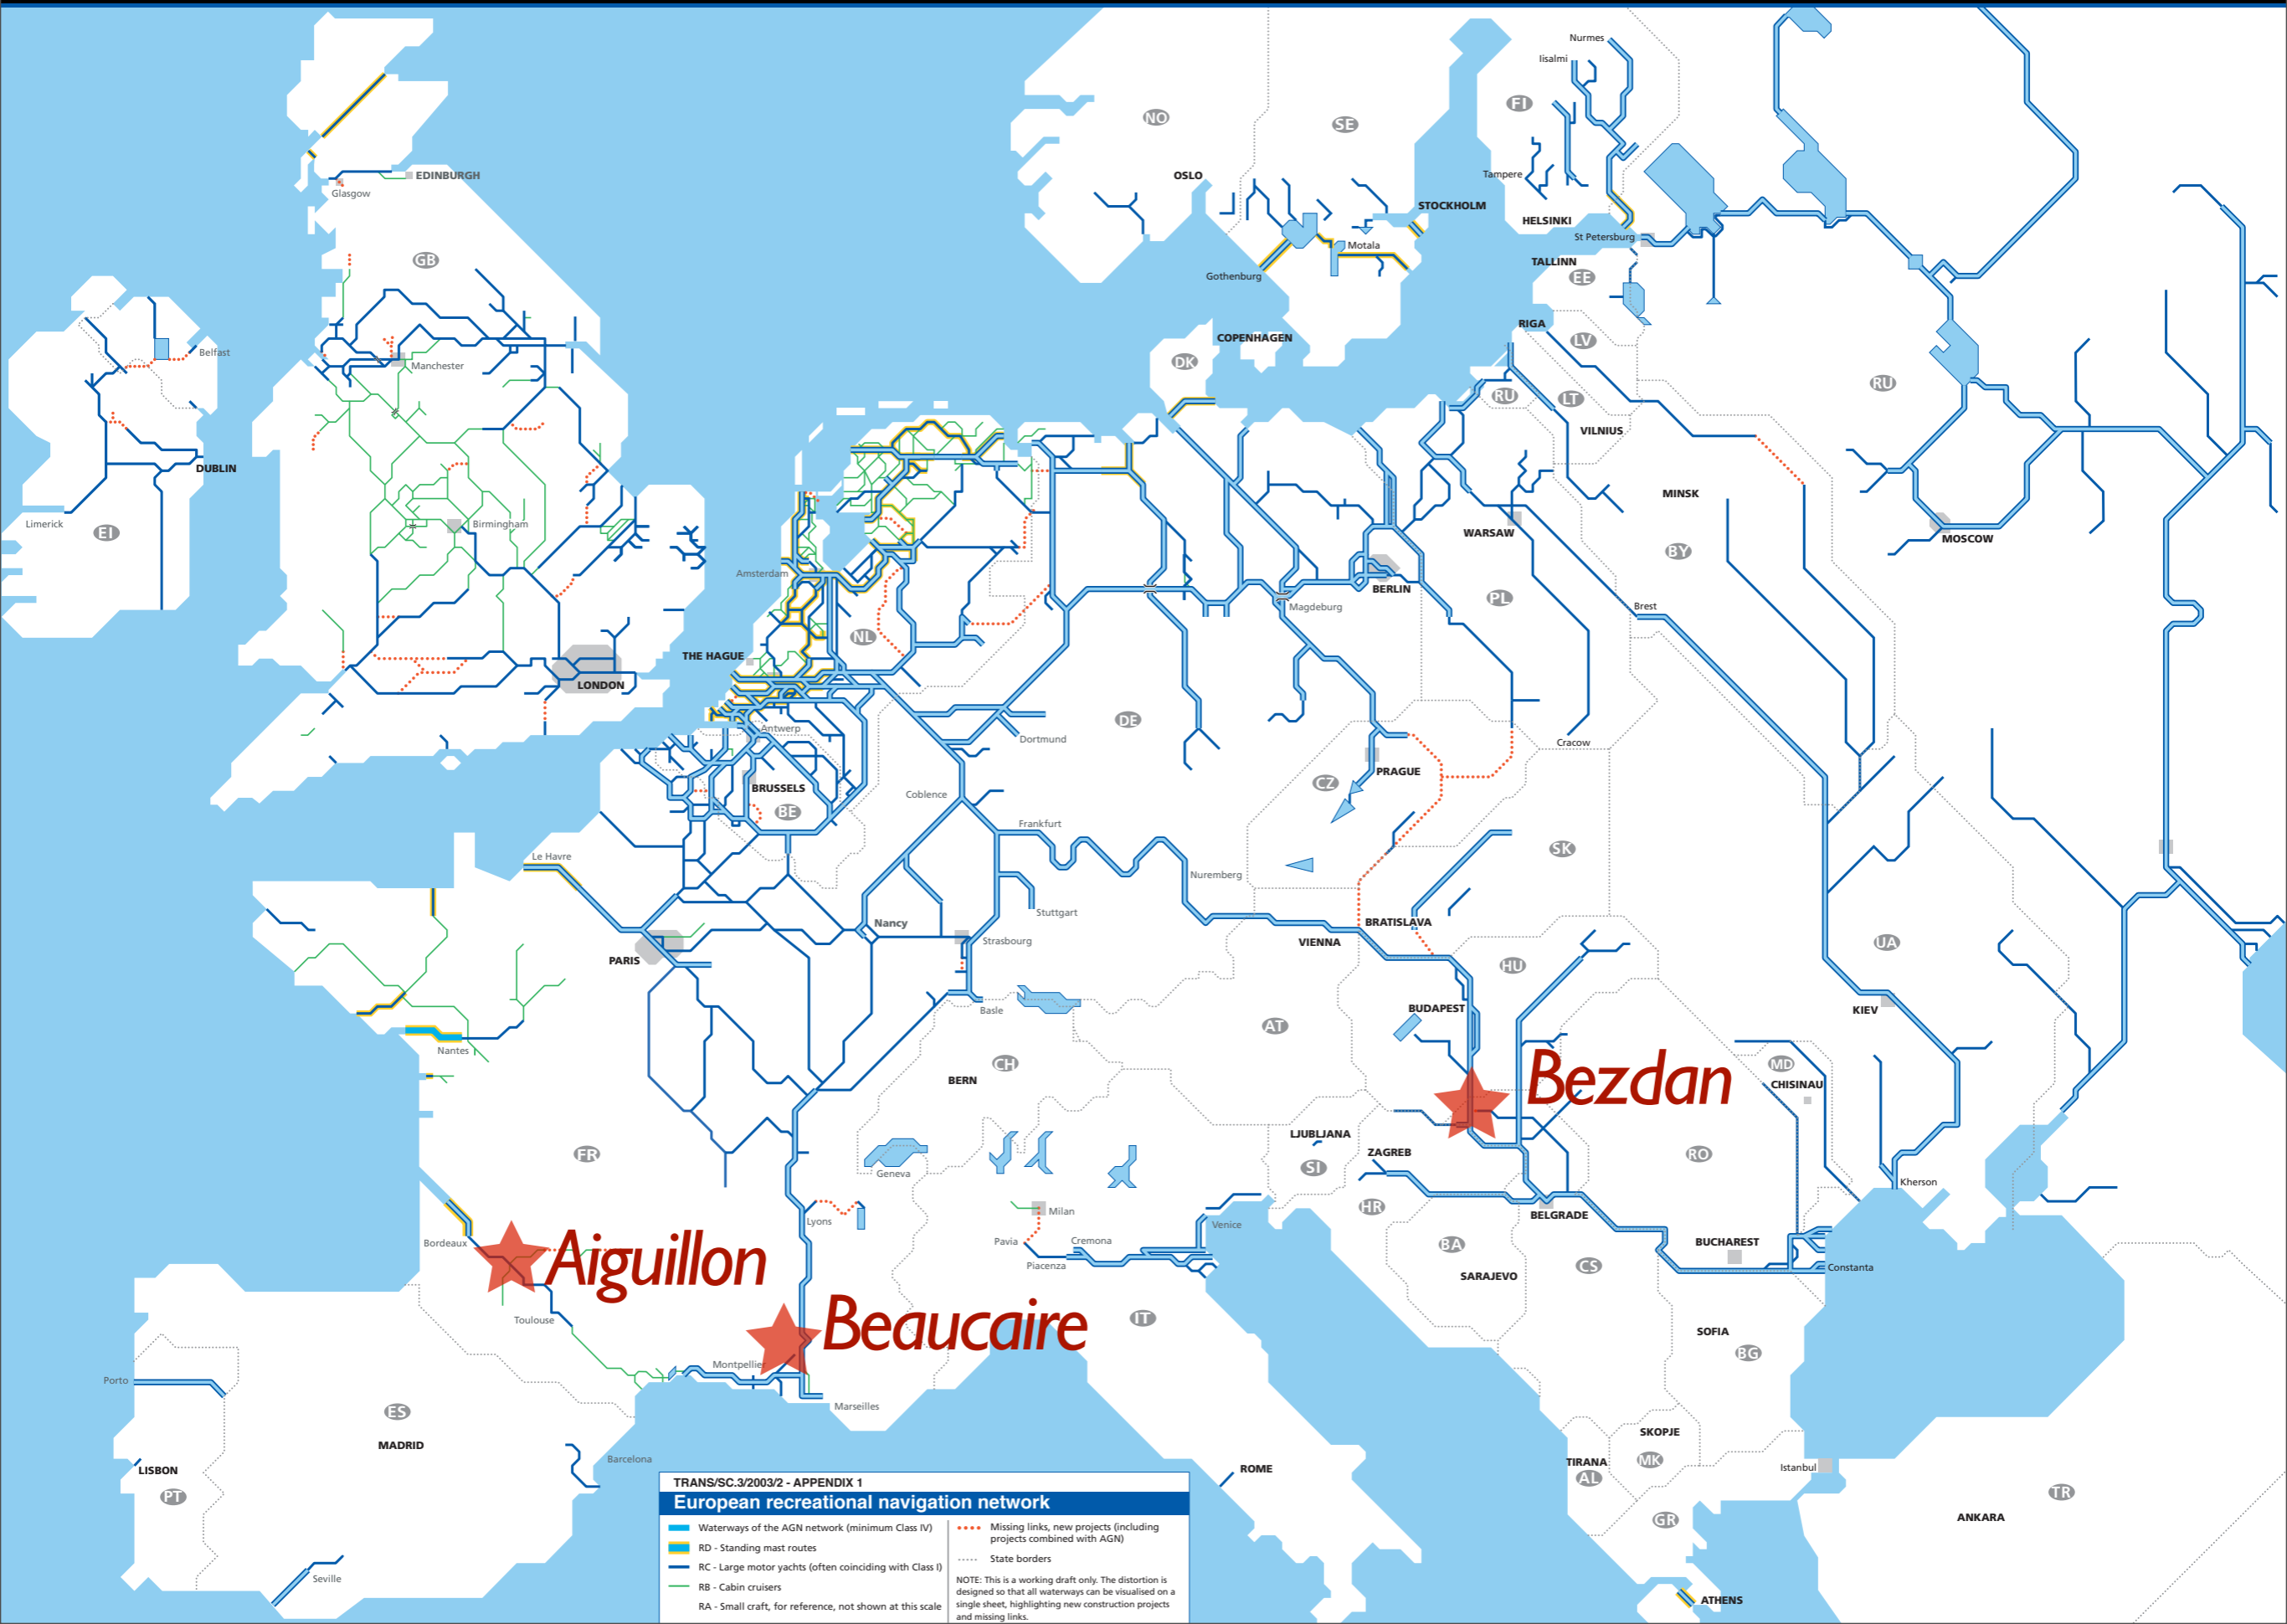 Nurmes
Iisalmi
FI
NO
SE
OSLO
Tampere
EDINBURGH
Glasgow
STOCKHOLM
HELSINKI
St Petersburg
Motala
GB
TALLINN
EE
Gothenburg
RIGA
COPENHAGEN
LV
Belfast
DK
Manchester
RU
RU
LT
VILNIUS
DUBLIN
MINSK
Limerick
Birmingham
EI
WARSAW
MOSCOW
BY
Amsterdam
BERLIN
PL
Magdeburg
Brest
NL
THE HAGUE
LONDON
DE
Antwerp
Dortmund
Cracow
PRAGUE
CZ
BRUSSELS
Coblence
BE
Frankfurt
SK
Le Havre
Nuremberg
Stuttgart
Nancy
BRATISLAVA
Strasbourg
VIENNA
UA
PARIS
HU
Basle
BUDAPEST
KIEV
AT
Nantes
CH
MD
BERN
Bezdan
CHISINAU
LJUBLJANA
FR
ZAGREB
RO
Geneva
SI
Kherson
HR
Milan
BELGRADE
Lyons
Venice
Bordeaux
Pavia
Cremona
BUCHAREST
BA
Aiguillon
Piacenza
CS
Constanta
SARAJEVO
Toulouse
Beaucaire
IT
SOFIA
BG
Montpellier
Porto
Marseilles
ES
SKOPJE
MADRID
Barcelona
MK
TIRANA
LISBON
ROME
Istanbul
AL
PT
TR
GR
ANKARA
Seville
ATHENS
TRANS/SC.3/2003/2 - APPENDIX 1
European recreational navigation network
Waterways of the AGN network (minimum Class IV)
RD - Standing mast routes
RC - Large motor yachts (often coinciding with Class I)
RB - Cabin cruisers
RA - Small craft, for reference, not shown at this scale
Missing links, new projects (including
projects combined with AGN)
State borders
NOTE: This is a working draft only. The distortion is
designed so that all waterways can be visualised on a
single sheet, highlighting new construction projects
and missing links.